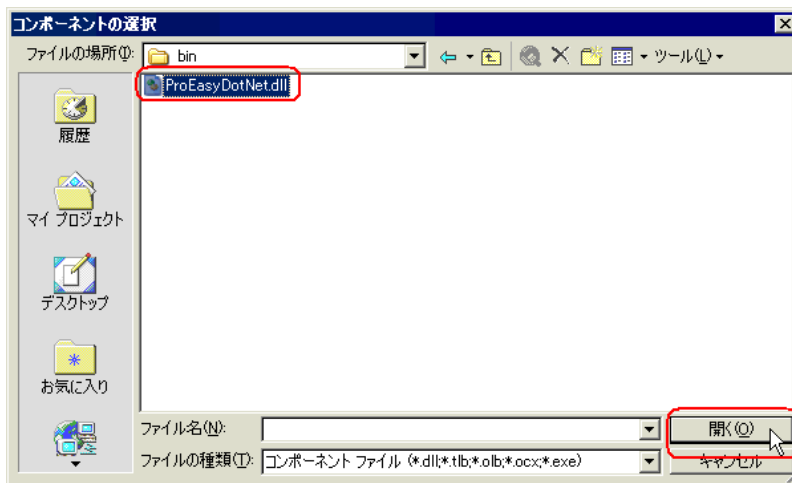 コンポーネントの選択
ファイルの場所(I):
bin
ツール(L)
ProEasyDotNet.dll
履歴
マイ プロジェクト
デスクトップ
お気に入り
ファイル名(N):
開く(O)
ファイルの種類(T):
コンポーネント ファイル (*.dll;*.tlb;*.olb;*.ocx;*.exe)
キャンセル